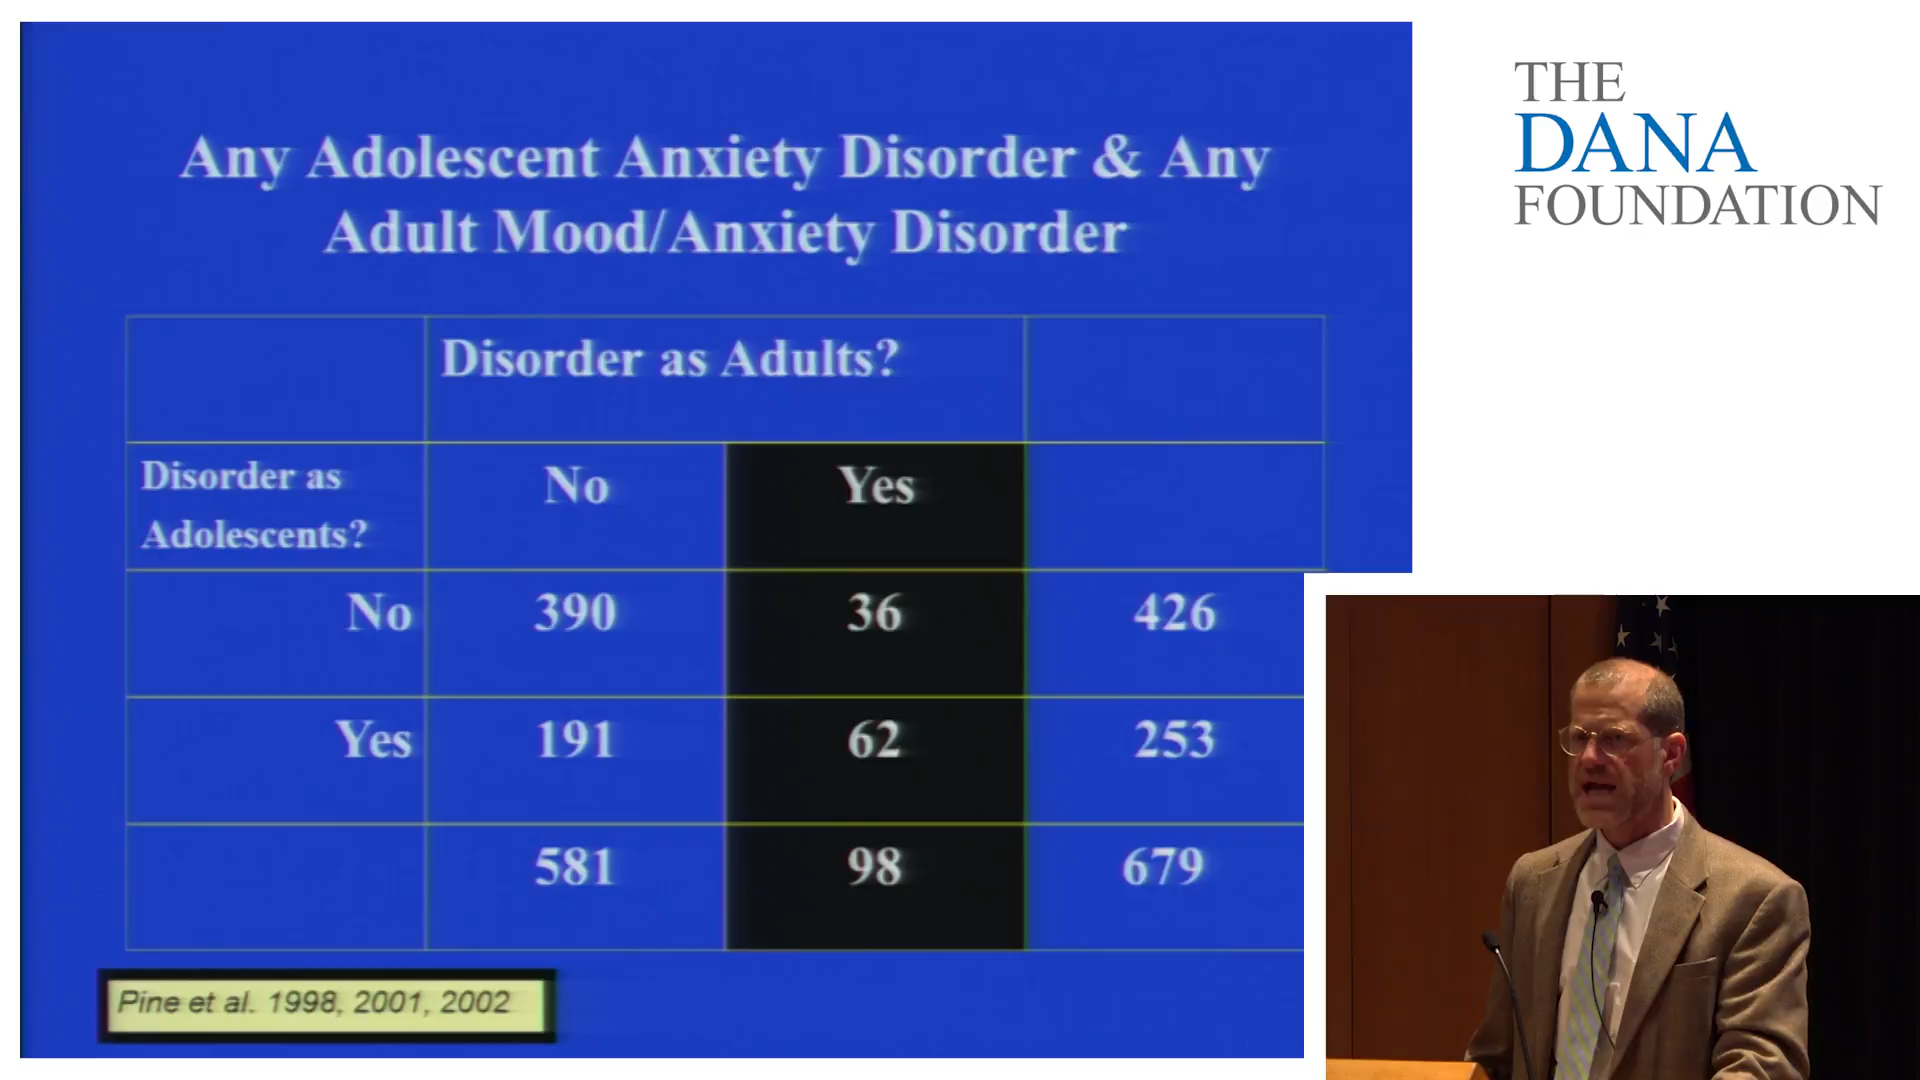 Any Adolescent Anxiety Disorder & Any
Adult Mood/Anxiety Disorder
Disorder as Adults?
Disorder as
Adolescents?
No
Yes
No
390
36
426
Yes
191
62
253
581
98
679
Pine et al. 1998, 2001, 2002
THE
DANA
FOUNDATION